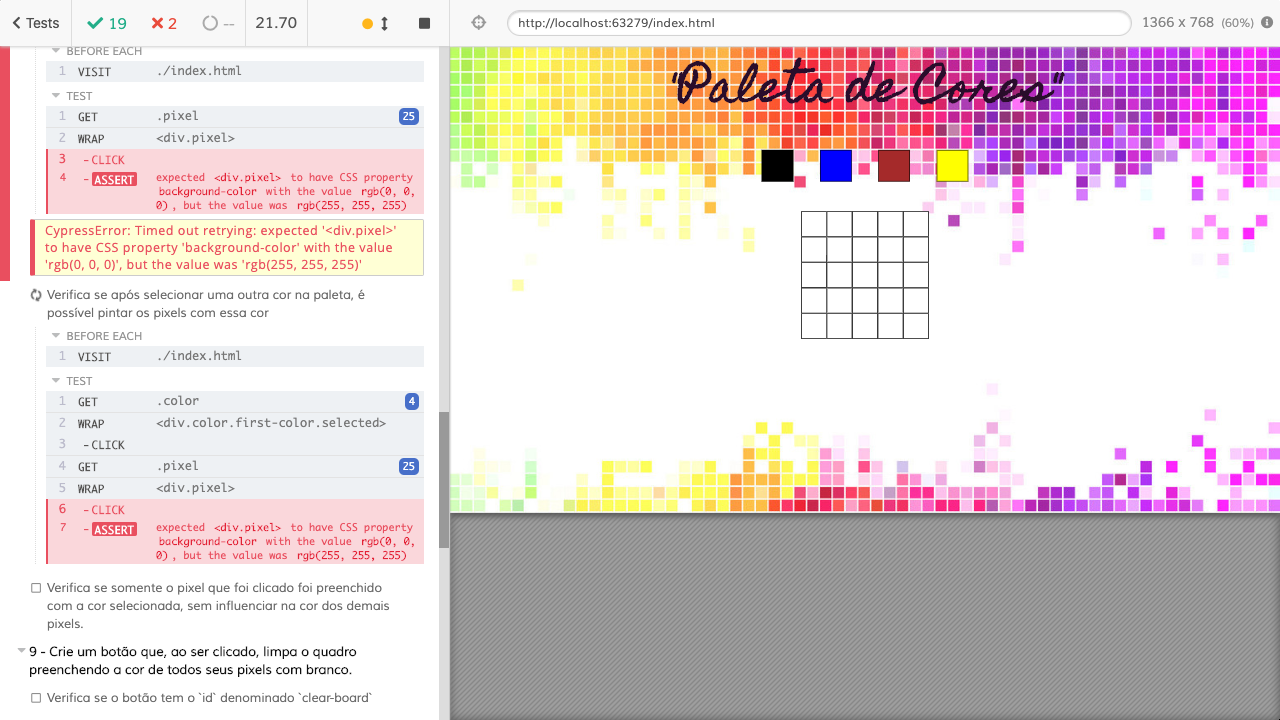 Tests
19
2
--
21.70
http://localhost:63279/index.html
1366 x 768 (60%)
BEFORE EACH
1 VISIT ./index.html
TEST
1 GET .pixel 25
2 WRAP <div.pixel>
3 -CLICK
-ASSERT expected <div.pixel> to have CSS property
background-color with the value rgb(0, 0,
0), but the value was rgb(255, 255, 255)
CypressError: Timed out retrying: expected '<div.pixel>'
to have CSS property 'background-color' with the value
'rgb(0, 0, 0)', but the value was 'rgb(255, 255, 255)'
Verifica se após selecionar uma outra cor na paleta, é
possível pintar os pixels com essa cor
BEFORE EACH
1 VISIT ./index.html
TEST
1 GET .color 4
2 WRAP <div.color.first-color.selected>
3 -CLICK
4 GET .pixel 25
5 WRAP <div.pixel>
6 -CLICK
7 -ASSERT expected <div.pixel> to have CSS property
background-color with the value rgb(0, 0,
0), but the value was rgb(255, 255, 255)
Verifica se somente o pixel que foi clicado foi preenchido
com a cor selecionada, sem influenciar na cor dos demais
pixels.
9 - Crie um botão que, ao ser clicado, limpa o quadro
preenchendo a cor de todos seus pixels com branco.
Verifica se o botão tem o `id` denominado `clear-board`
"Paleta de Cores"